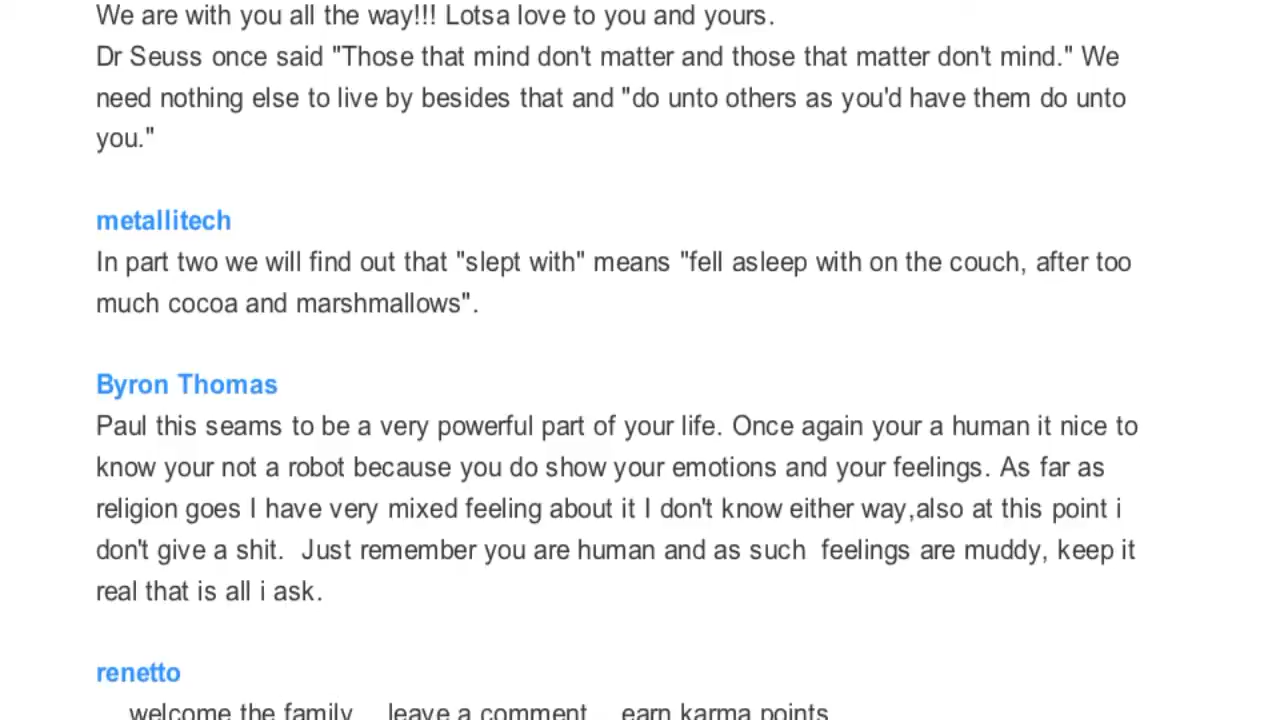 We are with you all the way!!! Lotsa love to you and yours.
Dr Seuss once said "Those that mind don't matter and those that matter don't mind." We
need nothing else to live by besides that and "do unto others as you'd have them do unto
you."
metallitech
In part two we will find out that "slept with" means "fell asleep with on the couch, after too
much cocoa and marshmallows".
Byron Thomas
Paul this seams to be a very powerful part of your life. Once again your a human it nice to
know your not a robot because you do show your emotions and your feelings. As far as
religion goes I have very mixed feeling about it I don't know either way,also at this point i
don't give a shit.  Just remember you are human and as such  feelings are muddy, keep it
real that is all i ask.
renetto
welcome the family    leave a comment    earn karma points